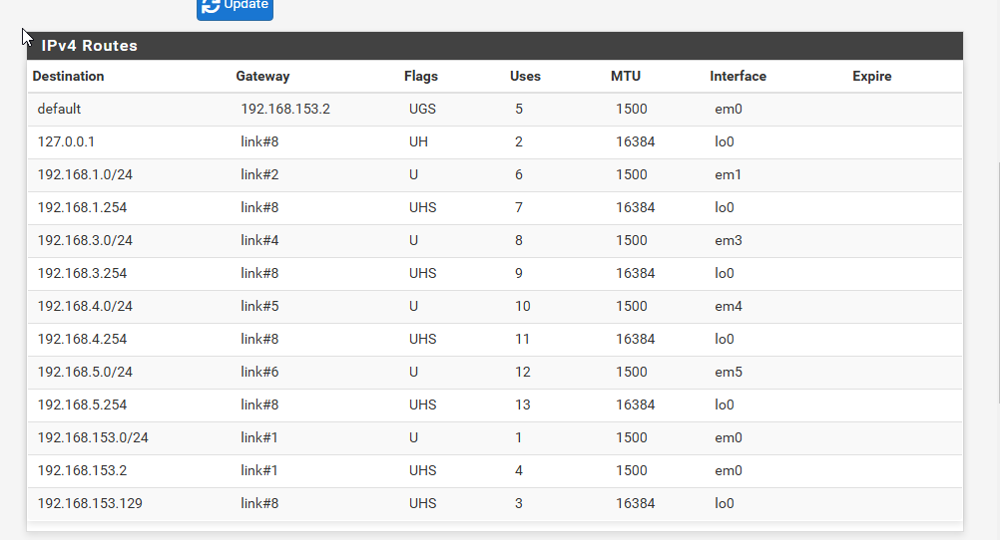 Update
IPv4 Routes
Destination Gateway Flags Uses MTU Interface Expire
default 192.168.153.2 UGS 5 1500 em0
127.0.0.1 link#8 UH 2 16384 lo0
192.168.1.0/24 link#2 U 6 1500 em1
192.168.1.254 link#8 UHS 7 16384 lo0
192.168.3.0/24 link#4 U 8 1500 em3
192.168.3.254 link#8 UHS 9 16384 lo0
192.168.4.0/24 link#5 U 10 1500 em4
192.168.4.254 link#8 UHS 11 16384 lo0
192.168.5.0/24 link#6 U 12 1500 em5
192.168.5.254 link#8 UHS 13 16384 lo0
192.168.153.0/24 link#1 U 1 1500 em0
192.168.153.2 link#1 UHS 4 1500 em0
192.168.153.129 link#8 UHS 3 16384 lo0